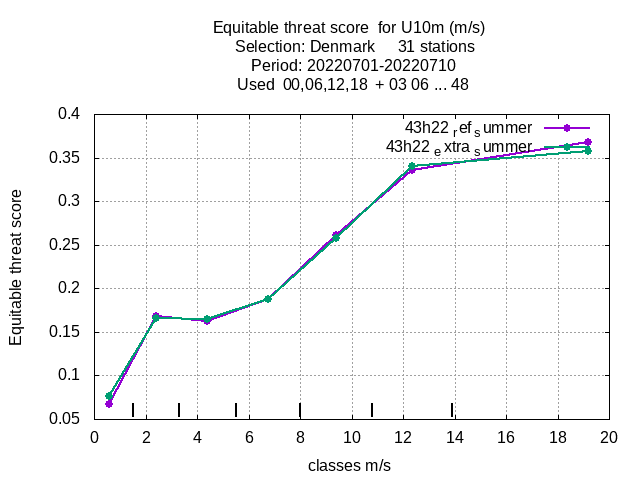 Equitable threat score for U10m (m/s)
Selection: Denmark 31 stations
Period: 20220701-20220710
Used 00,06,12,18 + 03 06 ... 48
43h22 ref summer
43h22 extra summer
Equitable threat score
0.4
0.35
0.3
0.25
0.2
0.15
0.1
0.05
0 2 4 6 8 10 12 14 16 18 20
classes m/s